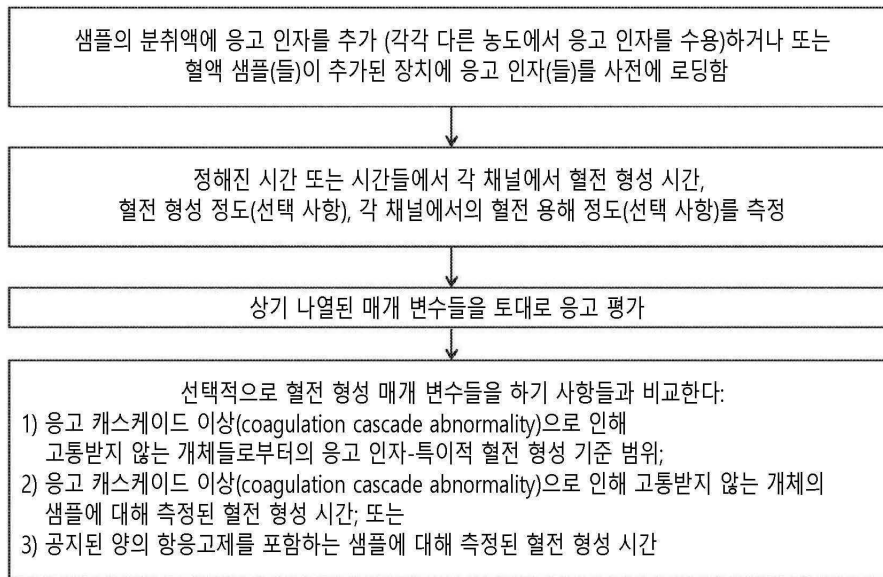 샘플의 분취액에 응고 인자를 추가 (각각 다른 농도에서 응고 인자를 수용)하거나 또는
혈액 샘플(들)이 추가된 장치에 응고 인자(들)를 사전에 로딩함
정해진 시간 또는 시간들에서 각 채널에서 혈전 형성 시간,
혈전 형성 정도(선택 사항), 각 채널에서의 혈전 용해 정도(선택 사항)를 측정
상기 나열된 매개 변수들을 토대로 응고 평가
선택적으로 혈전 형성 매개 변수들을 하기 사항들과 비교한다:
1) 응고 캐스케이드 이상(coagulation cascade abnormality)으로 인해
고통받지 않는 개체들로부터의 응고 인자-특이적 혈전 형성 기준 범위;
2) 응고 캐스케이드 이상(coagulation cascade abnormality)으로 인해 고통받지 않는 개체의
샘플에 대해 측정된 혈전 형성 시간; 또는
3) 공지된 양의 항응고제를 포함하는 샘플에 대해 측정된 혈전 형성 시간